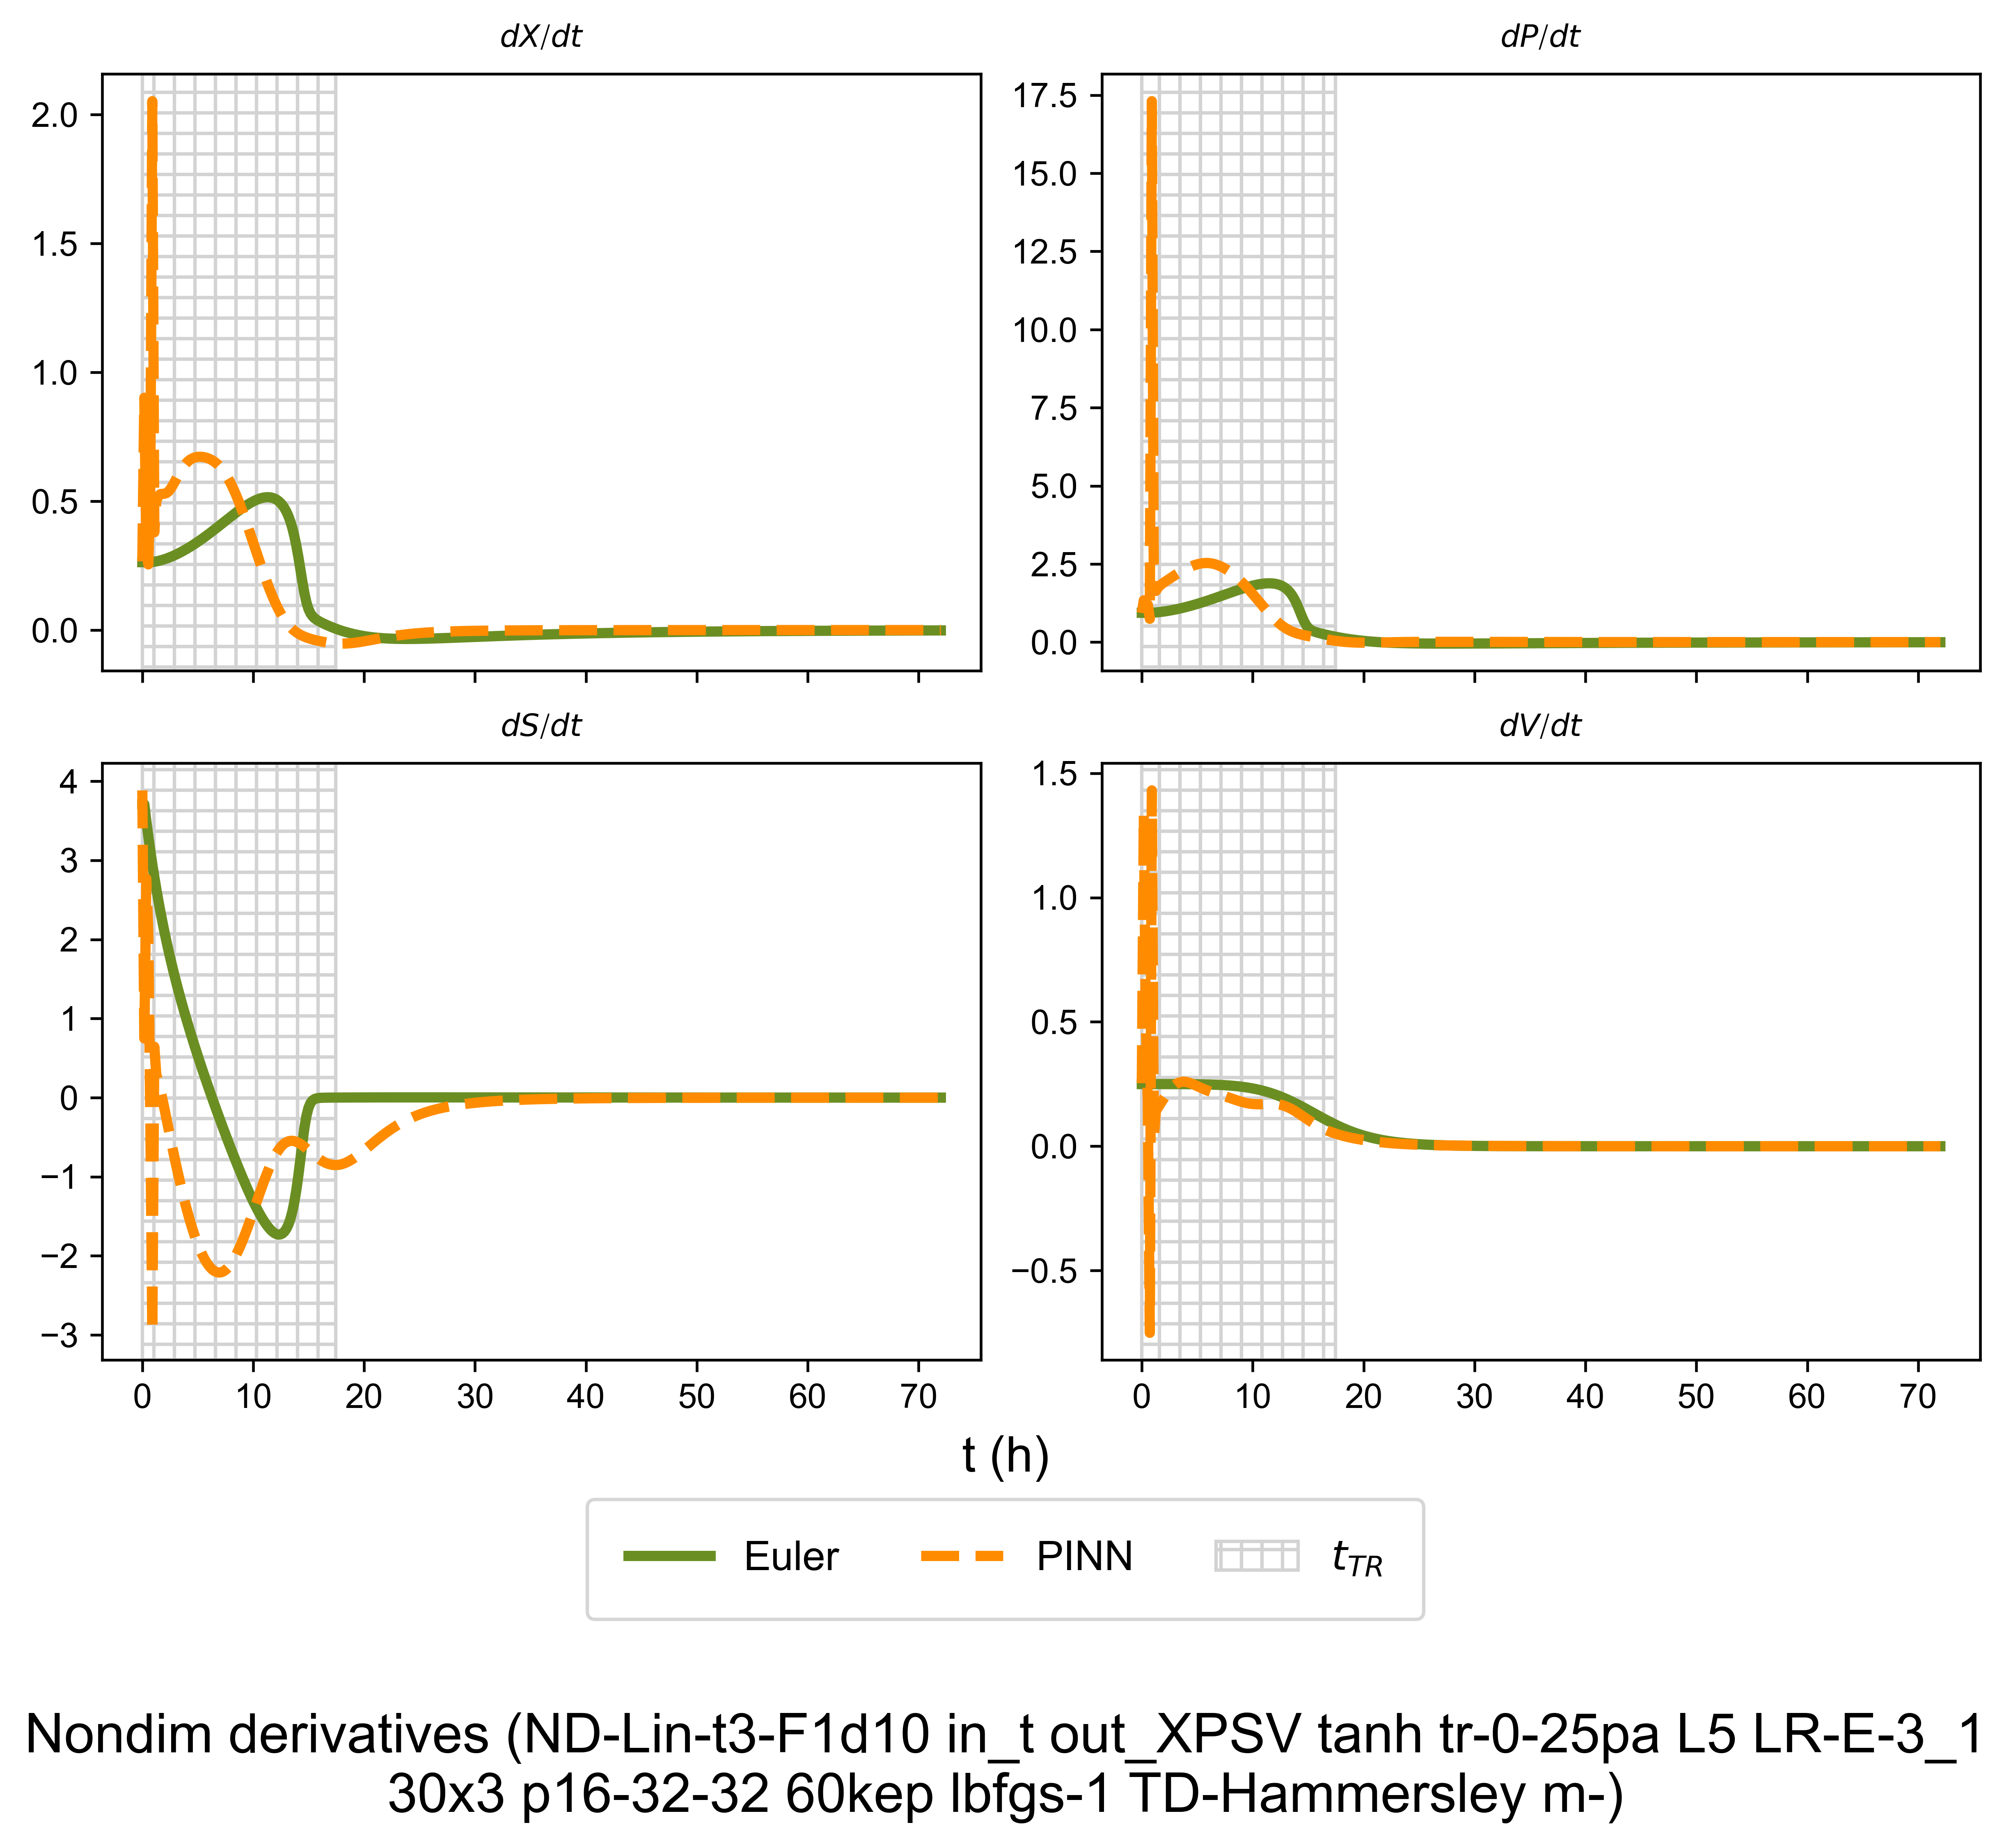 dX/dt
dP/dt
2.0
1.5
1.0
0.5
0.0
17.5
15.0
12.5
10.0
7.5
5.0
2.5
0.0
dS/dt
dV/dt
4
3
2
1
0
−1
−2
−3
1.5
1.0
0.5
0.0
−0.5
0 10 20 30 40 50 60 70
0 10 20 30 40 50 60 70
t (h)
Euler PINN t_TR
Nondim derivatives (ND-Lin-t3-F1d10 in_t out_XPSV tanh tr-0-25pa L5 LR-E-3_1
30x3 p16-32-32 60kep lbfgs-1 TD-Hammersley m-)